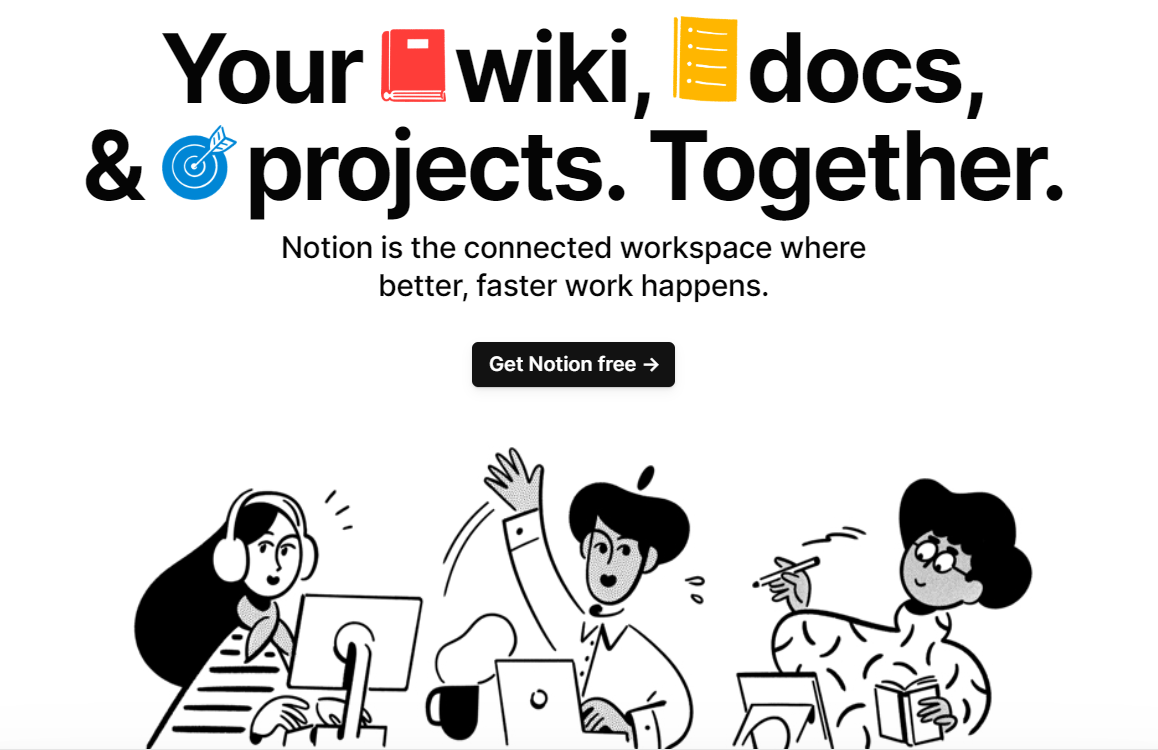 Your wiki, docs,
& projects. Together.
Notion is the connected workspace where
better, faster work happens.
Get Notion free →